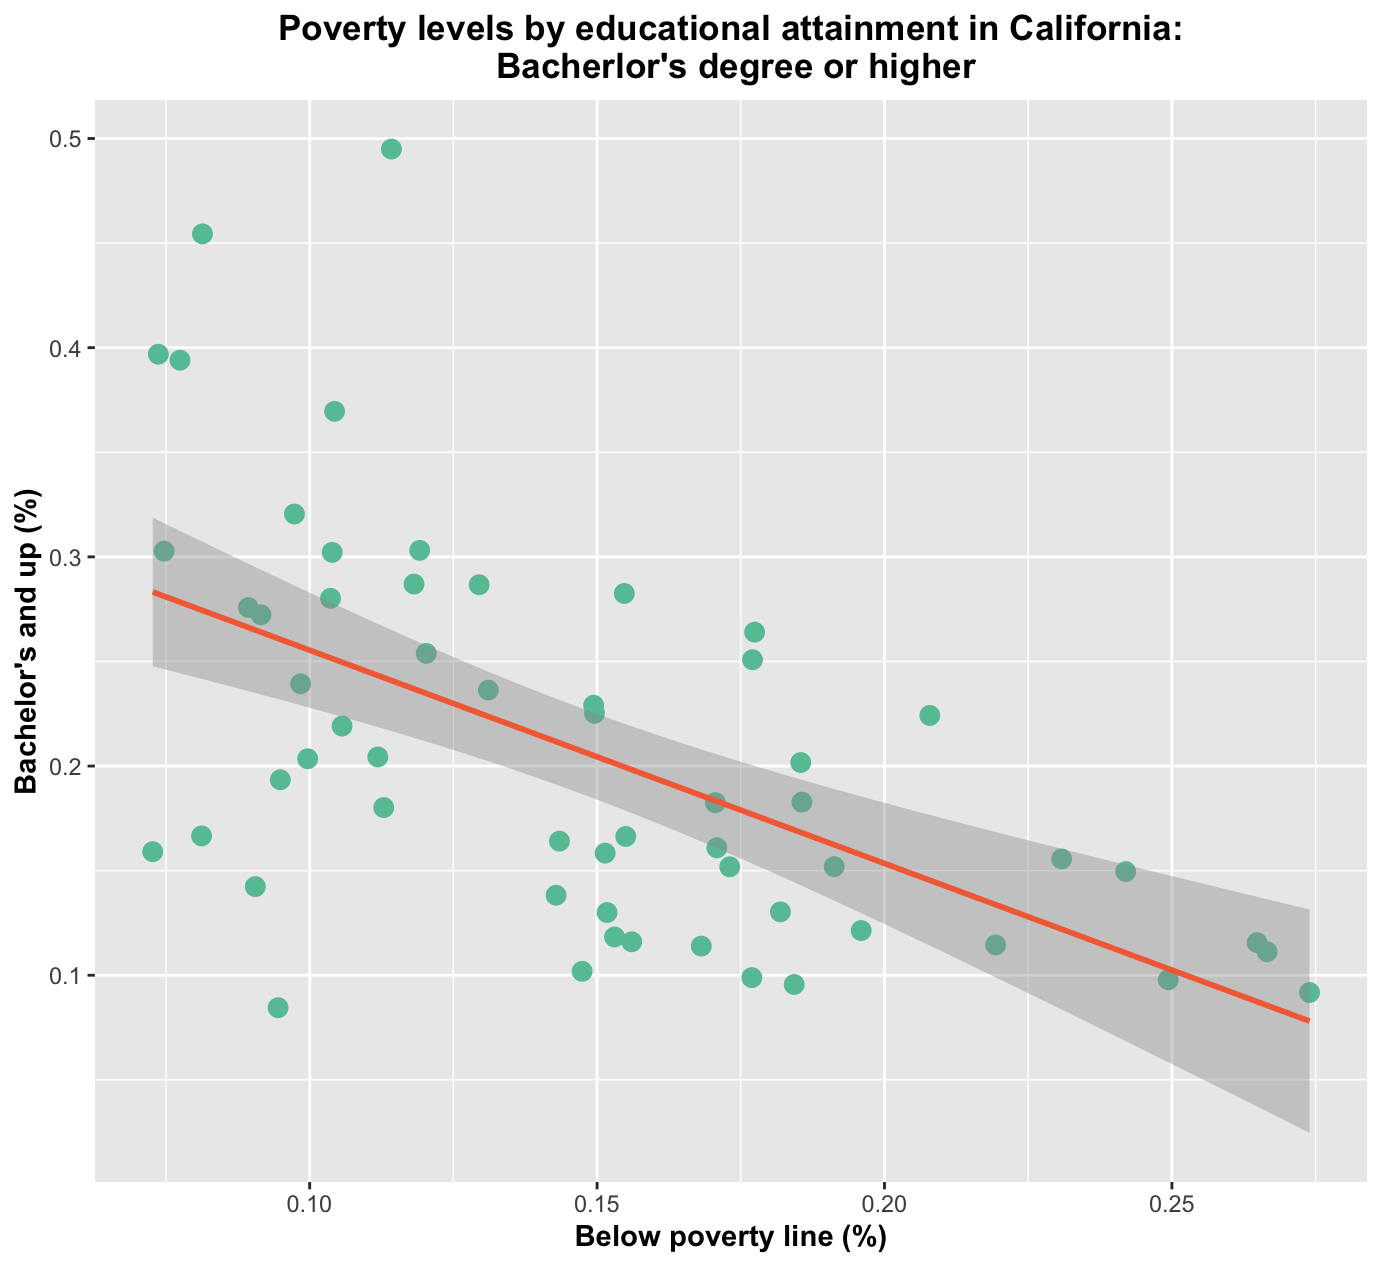 Poverty levels by educational attainment in California:
Bacherlor's degree or higher
0.5
0.4
0.3
0.2
0.1
Bachelor's and up (%)
0.10 0.15 0.20 0.25
Below poverty line (%)